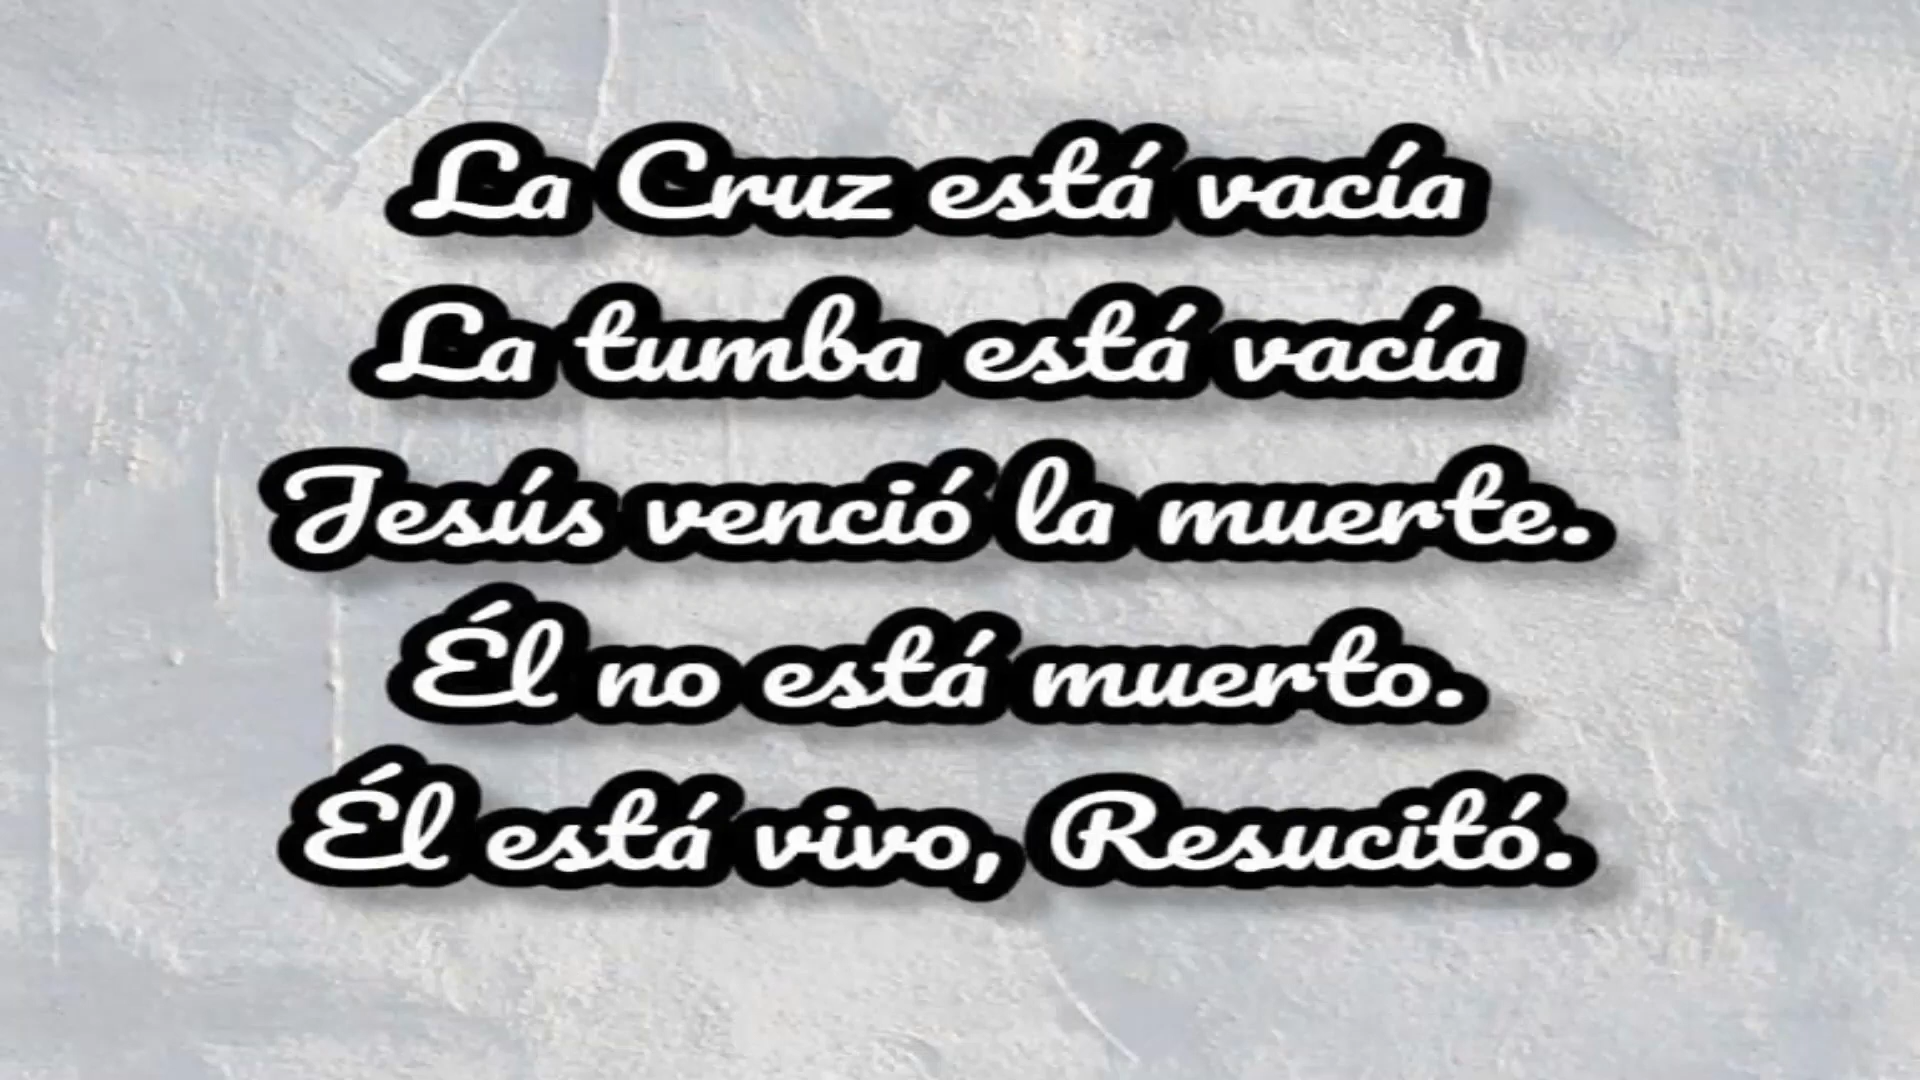 La Cruz está vacía
La tumba está vacía
Jesús venció la muerte.
Él no está muerto.
Él está vivo, Resucitó.